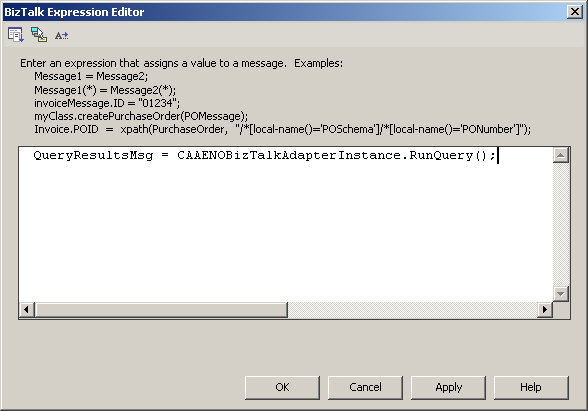 BizTalk Expression Editor
A
Enter an expression that assigns a value to a message. Examples:
Message1 = Message2;
Message1(*) = Message2(*);
invoiceMessage.ID = "01234";
myClass.createPurchaseOrder(POMessage);
Invoice.POID = xpath(PurchaseOrder, "/*[local-name()='POSchema']/*[local-name()='PONumber']");
QueryResultsMsg = CAAENOBizTalkAdapterInstance.RunQuery();
OK
Cancel
Apply
Help